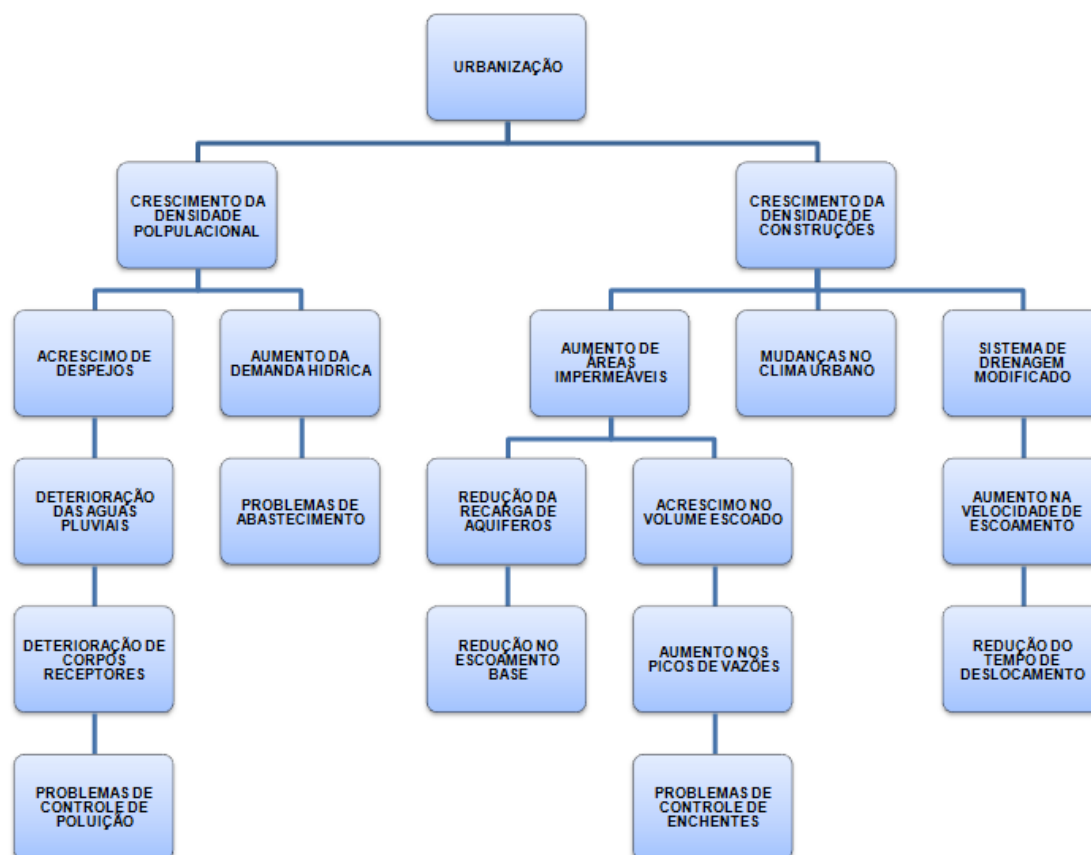 URBANIZAÇÃO
CRESCIMENTO DA
DENSIDADE
POLPULACIONAL
CRESCIMENTO DA
DENSIDADE DE
CONSTRUÇÕES
ACRESCIMO DE
DESPEJOS
AUMENTO DA
DEMANDA HIDRICA
AUMENTO DE
ÁREAS
IMPERMEÁVEIS
MUDANÇAS NO
CLIMA URBANO
SISTEMA DE
DRENAGEM
MODIFICADO
DETERIORAÇÃO
DAS AGUAS
PLUVIAIS
PROBLEMAS DE
ABASTECIMENTO
REDUÇÃO DA
RECARGA DE
AQUIFEROS
ACRESCIMO NO
VOLUME ESCOADO
AUMENTO NA
VELOCIDADE DE
ESCOAMENTO
DETERIORAÇÃO DE
CORPOS
RECEPTORES
REDUÇÃO NO
ESCOAMENTO
BASE
AUMENTO NOS
PICOS DE VAZÕES
REDUÇÃO DO
TEMPO DE
DESLOCAMENTO
PROBLEMAS DE
CONTROLE DE
POLUIÇÃO
PROBLEMAS DE
CONTROLE DE
ENCHENTES